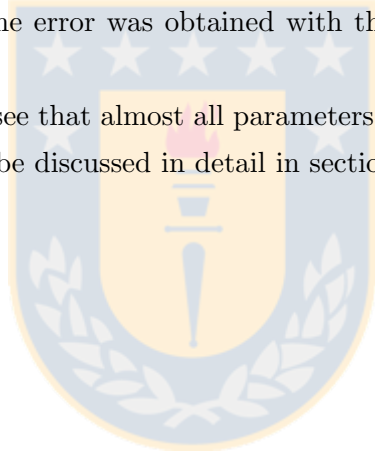 ne error was obtained with th
see that almost all parameters
be discussed in detail in sectio